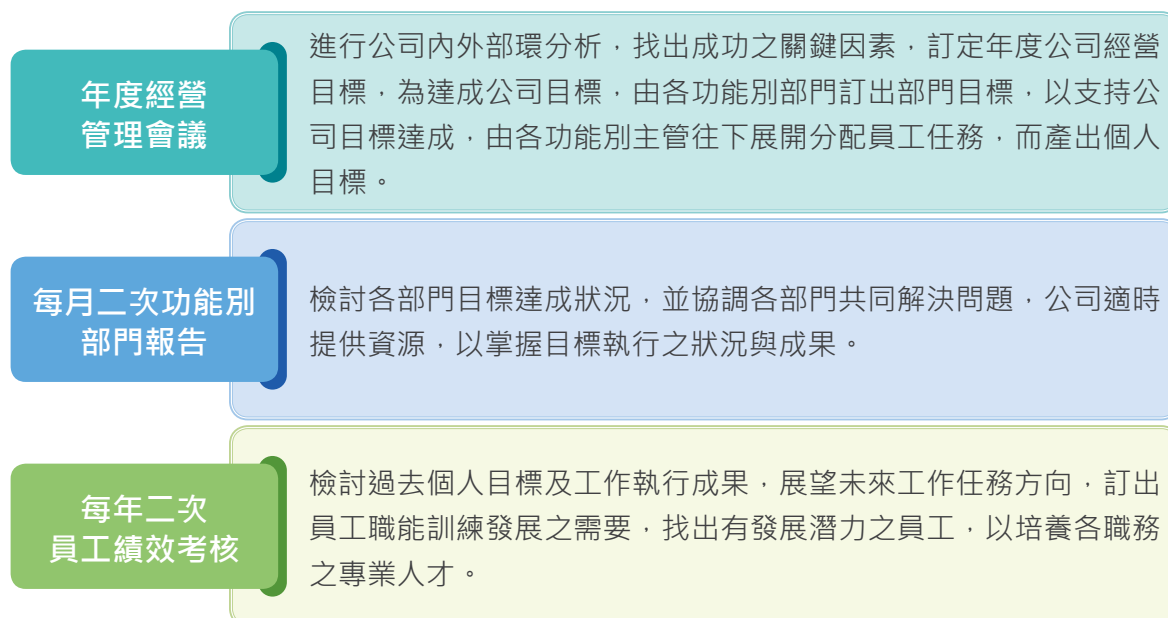 年度經營
管理會議
進行公司內外部環分析，找出成功之關鍵因素，訂定年度公司經營
目標，為達成公司目標，由各功能別部門訂出部門目標，以支持公
司目標達成，由各功能別主管往下展開分配員工任務，而產出個人
目標。
每月二次功能別
部門報告
檢討各部門目標達成狀況，並協調各部門共同解決問題，公司適時
提供資源，以掌握目標執行之狀況與成果。
每年二次
員工績效考核
檢討過去個人目標及工作執行成果，展望未來工作任務方向，訂出
員工職能訓練發展之需要，找出有發展潛力之員工，以培養各職務
之專業人才。